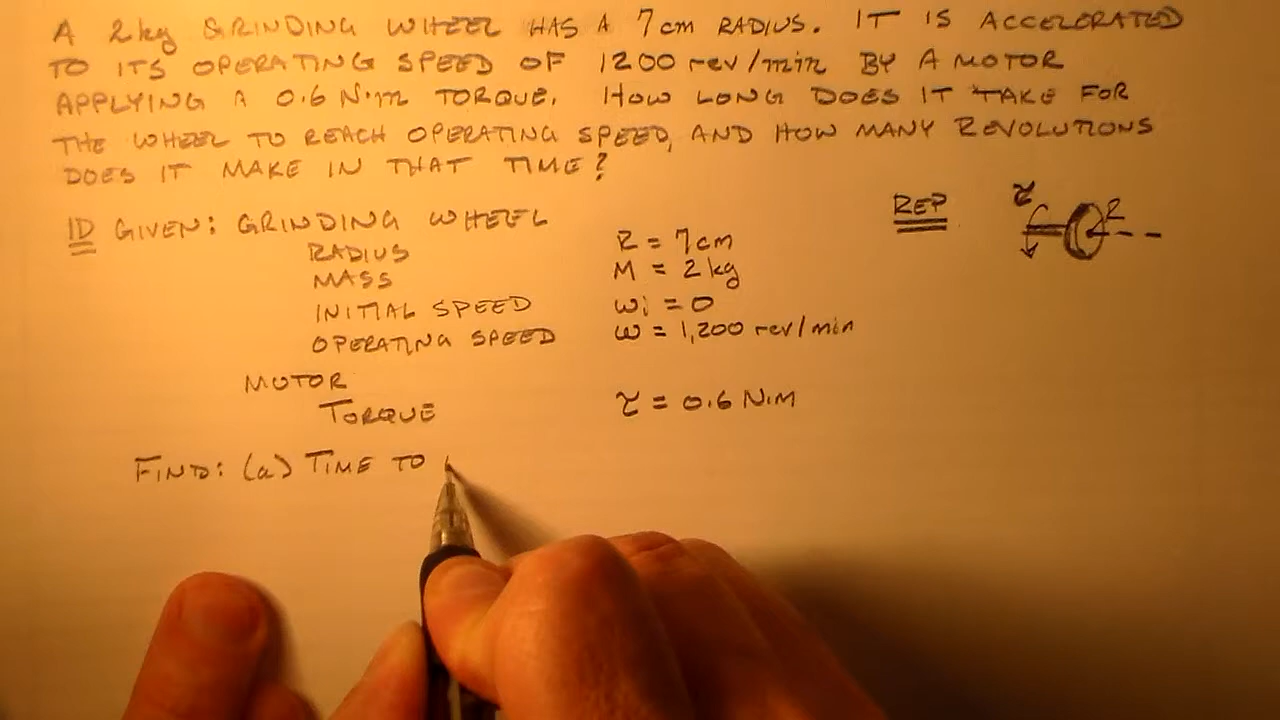 A 2kg GRINDING WHEEL HAS A 7cm RADIUS. IT IS ACCELERATED
TO ITS OPERATING SPEED OF 1200 rev/min BY A MOTOR
APPLYING A 0.6 N·m TORQUE. HOW LONG DOES IT TAKE FOR
THE WHEEL TO REACH OPERATING SPEED, AND HOW MANY REVOLUTIONS
DOES IT MAKE IN THAT TIME?
ID GIVEN: GRINDING WHEEL
RADIUS R = 7cm
MASS M = 2kg
INITIAL SPEED ωi = 0
OPERATING SPEED ω = 1,200 rev/min
MOTOR
TORQUE τ = 0.6 N·M
FIND: (a) TIME TO
REP
τ R